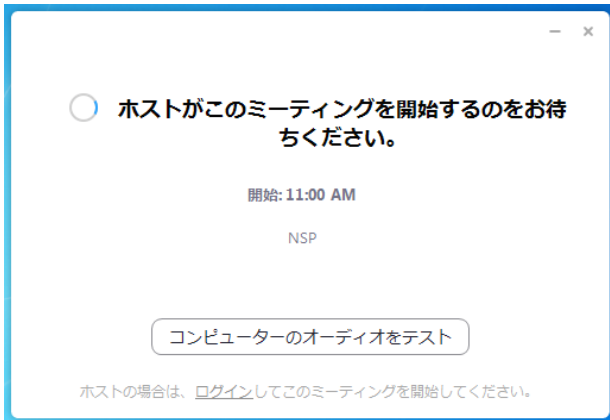 ホストがこのミーティングを開始するのをお待
ちください。
開始: 11:00 AM
NSP
コンピューターのオーディオをテスト
ホストの場合は、ログインしてこのミーティングを開始してください。